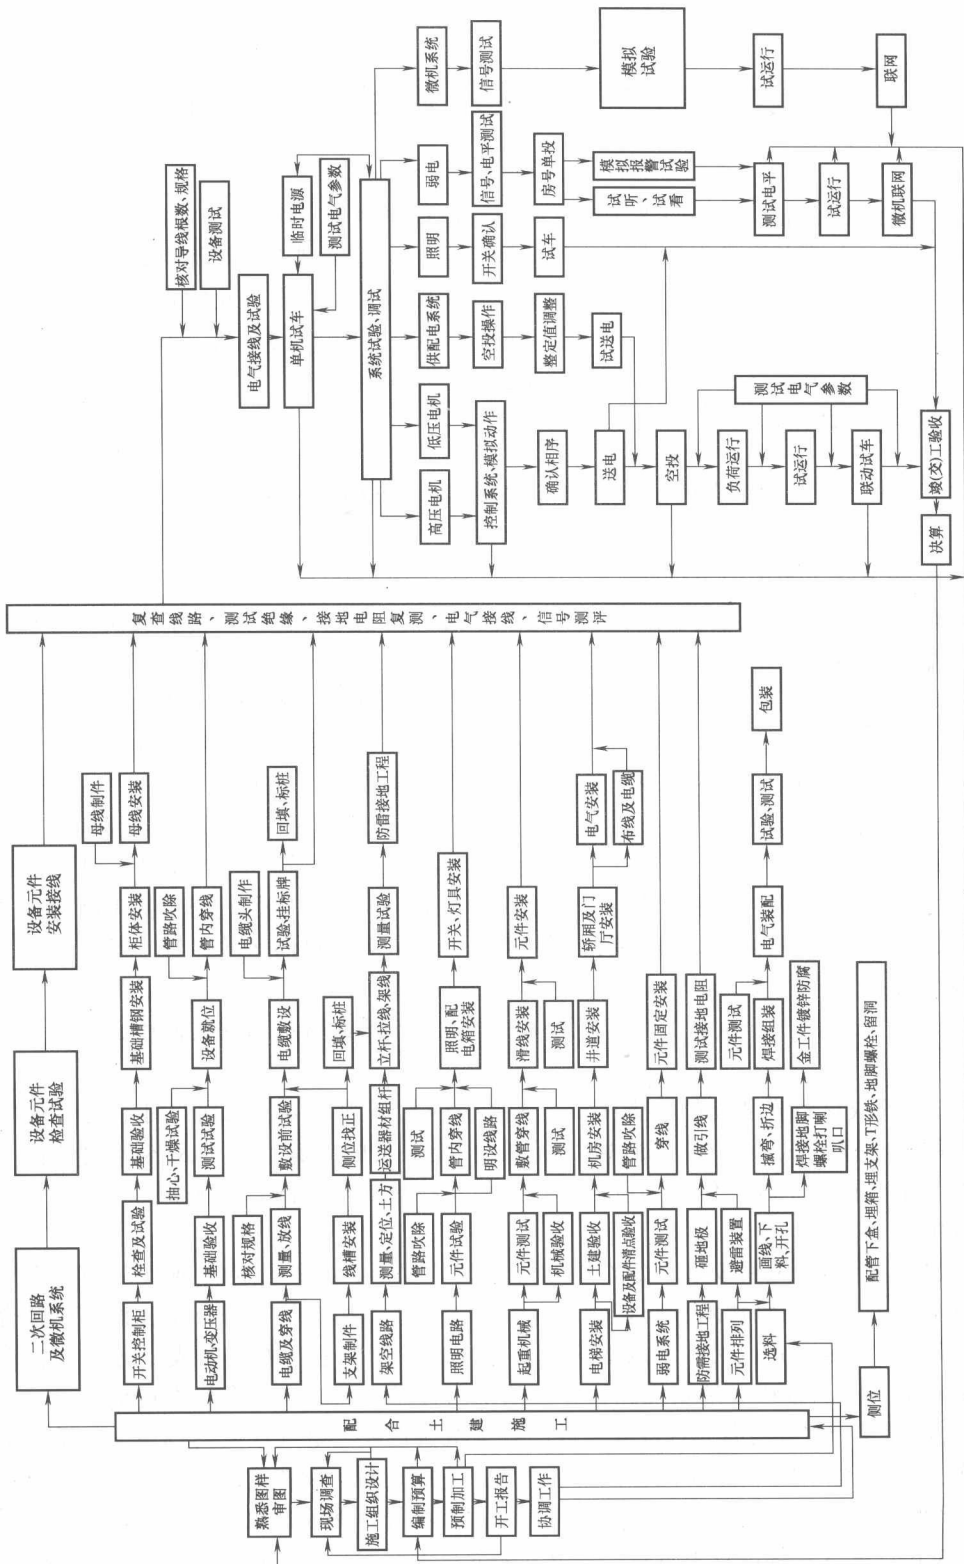 熟悉图样
审图
现场调查
施工组织设计
编制预算
预制加工
开工报告
协调工作
配合土建施工
侧位
配管下盒、埋箱、埋支架、T形铁、地脚螺栓、留洞
二次回路
及微机系统
设备元件
检查试验
设备元件
安装接线
开关控制柜
栓查及试验
基础验收
基础槽钢安装
柜体安装
母线制件
母线安装
电动机、变压器
基础验收
抽心、干燥试验
测试试验
设备就位
管路吹除
管内穿线
电缆及穿线
核对规格
测量、放线
敷设前试验
电缆敷设
电缆头制作
试验、挂标牌
回填、标桩
支架制件
线槽安装
侧位找正
回填、标桩
架空线路
测量、定位、土方
运送器材组杆
立杆、拉线、架线
测量试验
防雷接地工程
照明电路
管路吹除
元件试验
测试
管内穿线
明设线路
照明、配
电箱安装
开关、灯具安装
起重机械
元件测试
机械验收
敷管穿线
测试
滑线安装
测试
元件安装
电梯安装
土建验收
设备及配件清点验收
机房安装
井道安装
轿厢及门
厅安装
电气安装
布线及电缆
弱电系统
元件测试
管路吹除
穿线
元件固定安装
防需接地工程
砸地极
避雷装置
做引线
测试接地电阻
元件排列
选料
画线、下
料、开孔
揻弯、折边
焊接地脚
螺栓打喇
叭口
元件测试
焊接组装
金工件镀锌防腐
电气装配
试验、测试
包装
复查线路、测试绝缘、接地电阻复测、电气接线、信号测评
核对导线根数、规格
设备测试
电气接线及试验
临时电源
单机试车
测试电气参数
系统试验、调试
高压电机
低压电机
供配电系统
照明
弱电
微机系统
控制系统、模拟动作
空投操作
开关确认
信号、电平测试
信号测试
确认相序
整定值调整
试车
房号单投
模拟
试验
送电
试送电
试听、试看
模拟报警试验
空投
测试电平
试运行
负荷运行
测试电气参数
试运行
试运行
联动试车
微机联网
联网
竣(交)工验收
决算